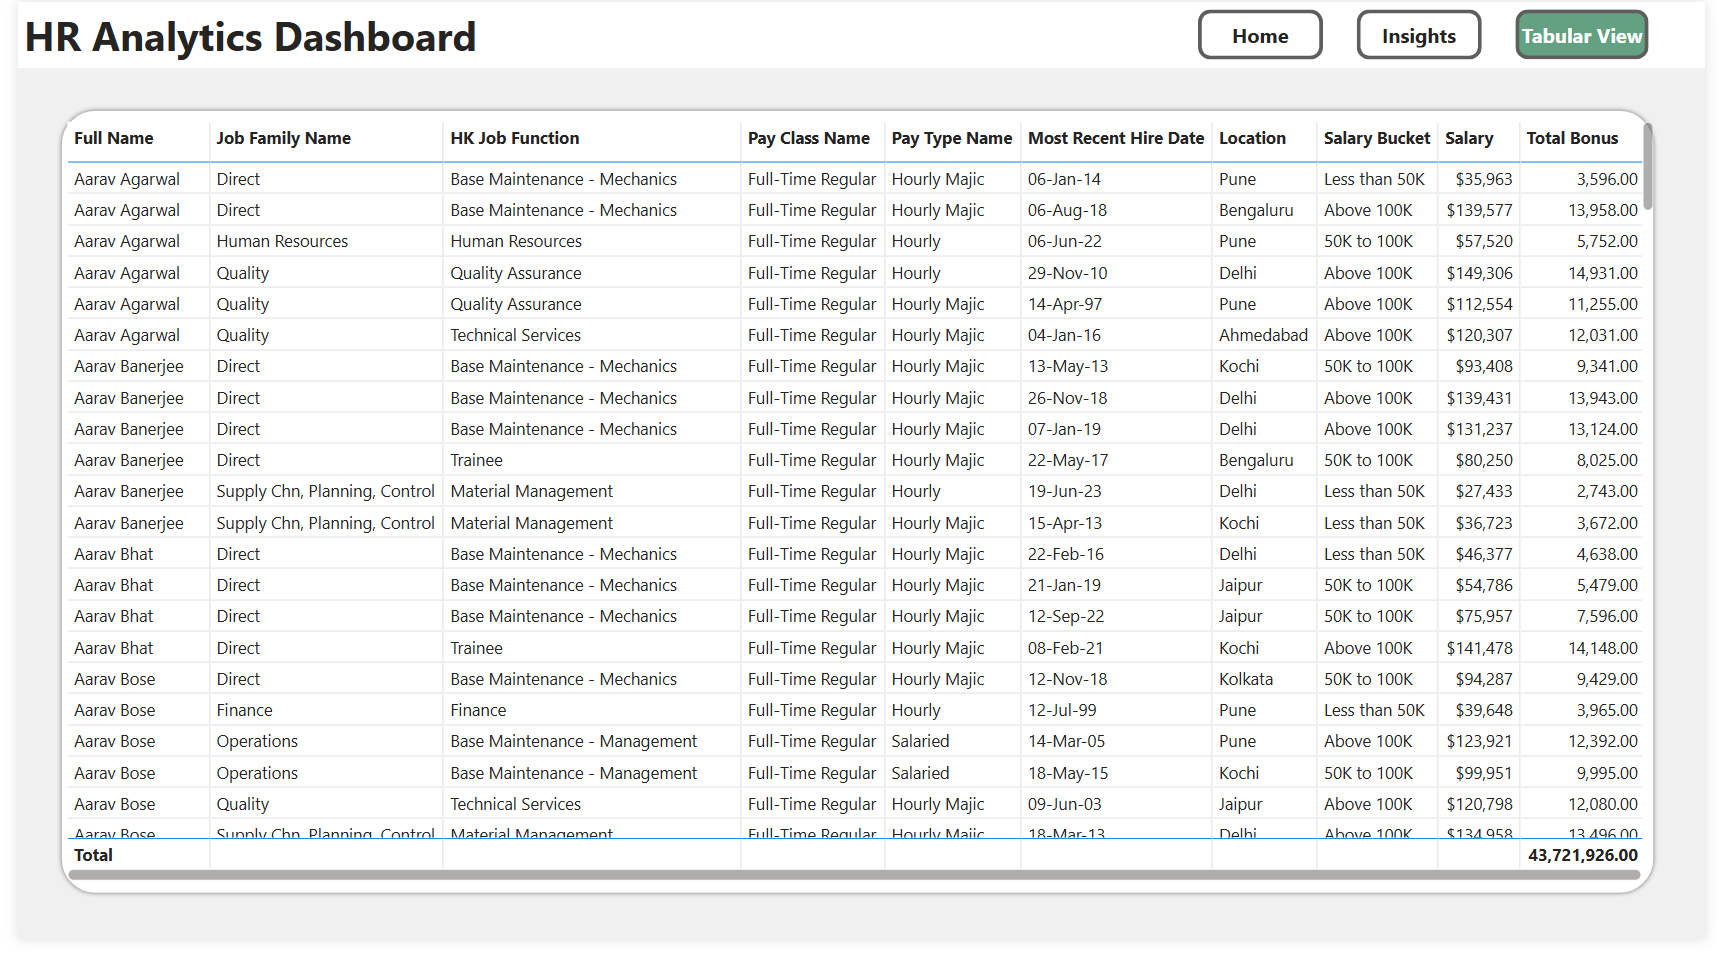 HR Analytics Dashboard Home Insights Tabular View
Full Name Job Family Name HK Job Function Pay Class Name Pay Type Name Most Recent Hire Date Location Salary Bucket Salary Total Bonus
Aarav Agarwal Direct Base Maintenance - Mechanics Full-Time Regular Hourly Majic 06-Jan-14 Pune Less than 50K $35,963 3,596.00
Aarav Agarwal Direct Base Maintenance - Mechanics Full-Time Regular Hourly Majic 06-Aug-18 Bengaluru Above 100K $139,577 13,958.00
Aarav Agarwal Human Resources Human Resources Full-Time Regular Hourly 06-Jun-22 Pune 50K to 100K $57,520 5,752.00
Aarav Agarwal Quality Quality Assurance Full-Time Regular Hourly 29-Nov-10 Delhi Above 100K $149,306 14,931.00
Aarav Agarwal Quality Quality Assurance Full-Time Regular Hourly Majic 14-Apr-97 Pune Above 100K $112,554 11,255.00
Aarav Agarwal Quality Technical Services Full-Time Regular Hourly Majic 04-Jan-16 Ahmedabad Above 100K $120,307 12,031.00
Aarav Banerjee Direct Base Maintenance - Mechanics Full-Time Regular Hourly Majic 13-May-13 Kochi 50K to 100K $93,408 9,341.00
Aarav Banerjee Direct Base Maintenance - Mechanics Full-Time Regular Hourly Majic 26-Nov-18 Delhi Above 100K $139,431 13,943.00
Aarav Banerjee Direct Base Maintenance - Mechanics Full-Time Regular Hourly Majic 07-Jan-19 Delhi Above 100K $131,237 13,124.00
Aarav Banerjee Direct Trainee Full-Time Regular Hourly Majic 22-May-17 Bengaluru 50K to 100K $80,250 8,025.00
Aarav Banerjee Supply Chn, Planning, Control Material Management Full-Time Regular Hourly 19-Jun-23 Delhi Less than 50K $27,433 2,743.00
Aarav Banerjee Supply Chn, Planning, Control Material Management Full-Time Regular Hourly Majic 15-Apr-13 Kochi Less than 50K $36,723 3,672.00
Aarav Bhat Direct Base Maintenance - Mechanics Full-Time Regular Hourly Majic 22-Feb-16 Delhi Less than 50K $46,377 4,638.00
Aarav Bhat Direct Base Maintenance - Mechanics Full-Time Regular Hourly Majic 21-Jan-19 Jaipur 50K to 100K $54,786 5,479.00
Aarav Bhat Direct Base Maintenance - Mechanics Full-Time Regular Hourly Majic 12-Sep-22 Jaipur 50K to 100K $75,957 7,596.00
Aarav Bhat Direct Trainee Full-Time Regular Hourly Majic 08-Feb-21 Kochi Above 100K $141,478 14,148.00
Aarav Bose Direct Base Maintenance - Mechanics Full-Time Regular Hourly Majic 12-Nov-18 Kolkata 50K to 100K $94,287 9,429.00
Aarav Bose Finance Finance Full-Time Regular Hourly 12-Jul-99 Pune Less than 50K $39,648 3,965.00
Aarav Bose Operations Base Maintenance - Management Full-Time Regular Salaried 14-Mar-05 Pune Above 100K $123,921 12,392.00
Aarav Bose Operations Base Maintenance - Management Full-Time Regular Salaried 18-May-15 Kochi 50K to 100K $99,951 9,995.00
Aarav Bose Quality Technical Services Full-Time Regular Hourly Majic 09-Jun-03 Jaipur Above 100K $120,798 12,080.00
Aarav Bose Supply Chn, Planning, Control Material Management Full-Time Regular Hourly Majic 18-Mar-13 Delhi Above 100K $134,958 13,496.00
Total 43,721,926.00